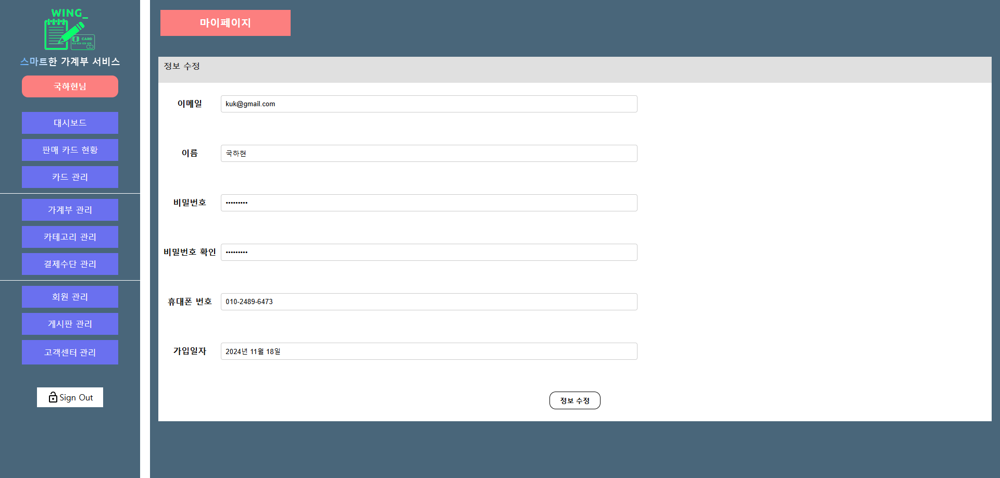 WING_
CARD
스마트한 가계부 서비스
국하현님
대시보드
판매 카드 현황
카드 관리
가계부 관리
카테고리 관리
결제수단 관리
회원 관리
게시판 관리
고객센터 관리
Sign Out
마이페이지
정보 수정
이메일 kuk@gmail.com
이름 국하현
비밀번호 •••••••••
비밀번호 확인 •••••••••
휴대폰 번호 010-2489-6473
가입일자 2024년 11월 18일
정보 수정